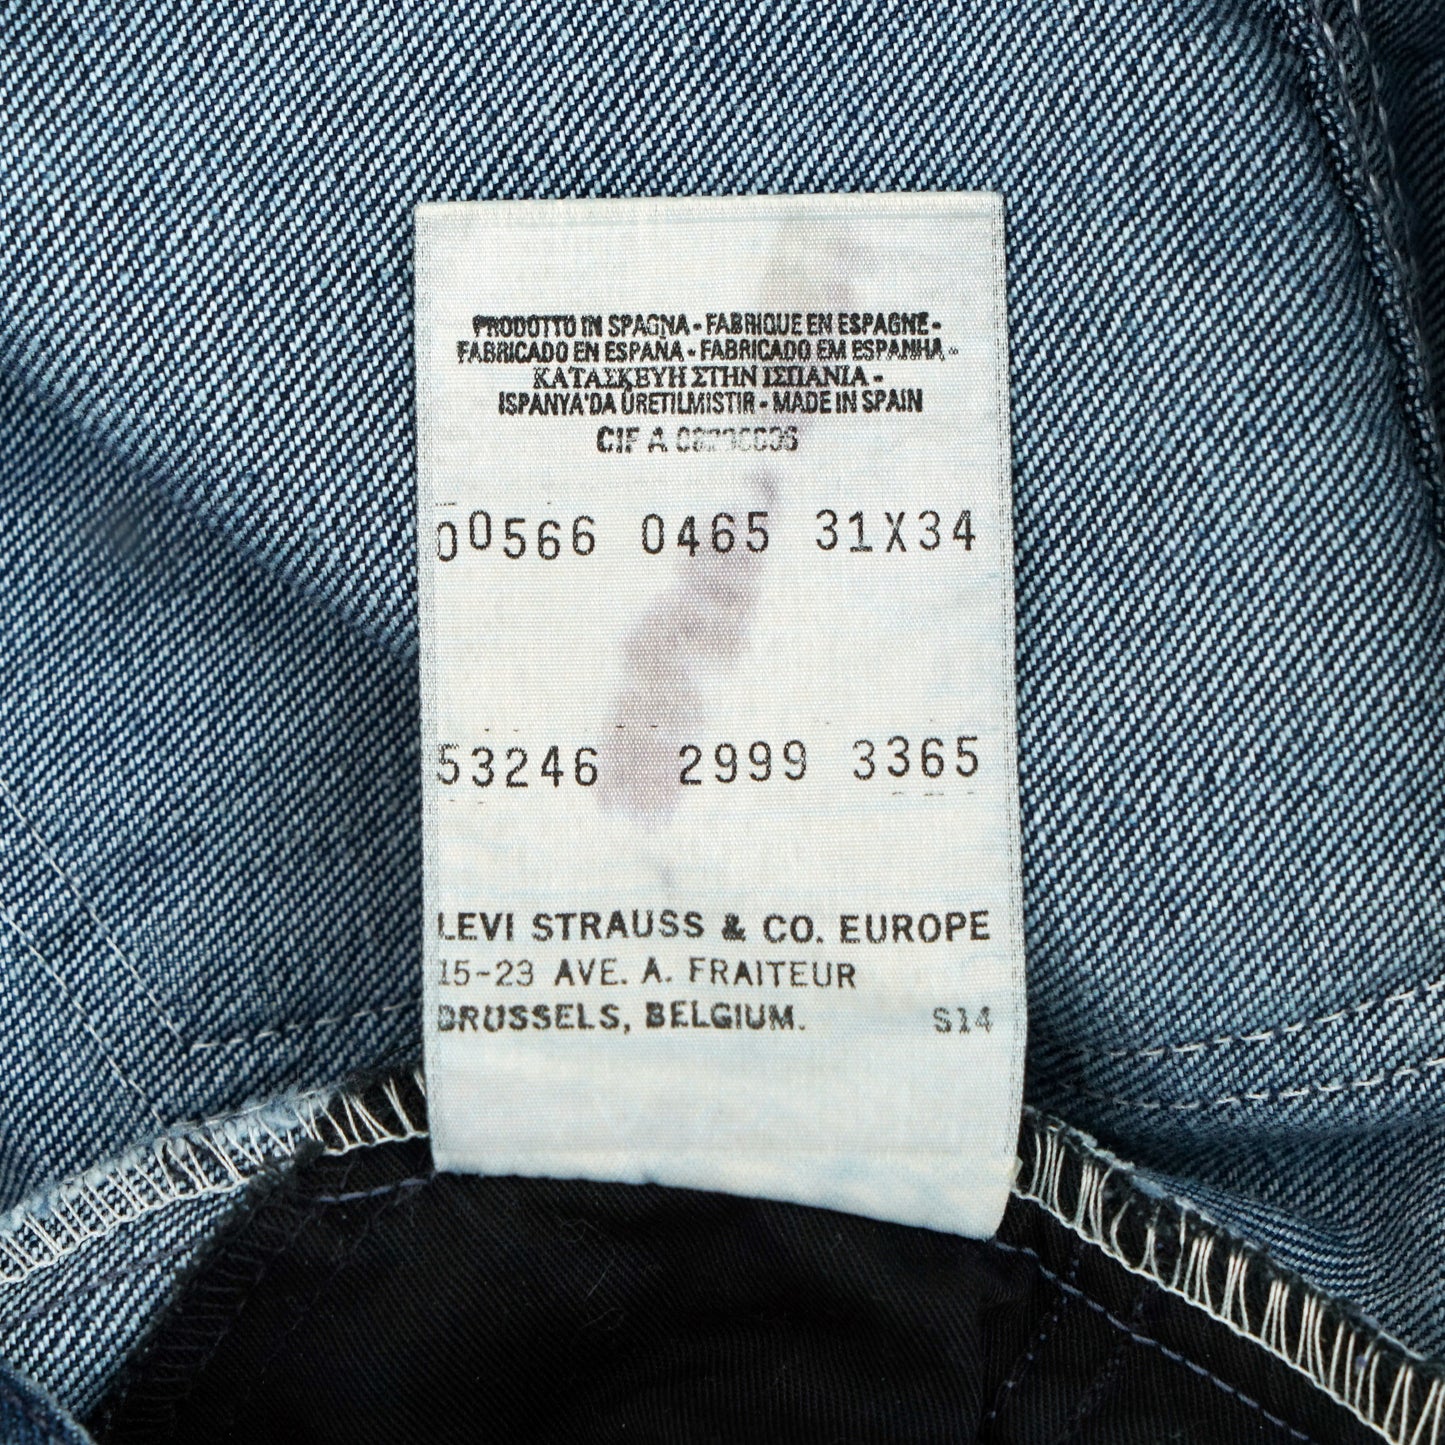 PRODOTTO IN SPAGNA - FABRIQUE EN ESPAGNE -
FABRICADO EN ESPAÑA - FABRICADO EM ESPANHA -
ΚΑΤΑΣΚΕΥΗ ΣΤΗΝ ΙΣΠΑΝΙΑ -
ISPANYA'DA ÜRETILMISTIR - MADE IN SPAIN
CIF A
00566 0465 31X34
53246 2999 3365
LEVI STRAUSS & CO. EUROPE
15-23 AVE. A. FRAITEUR
BRUSSELS, BELGIUM. S14